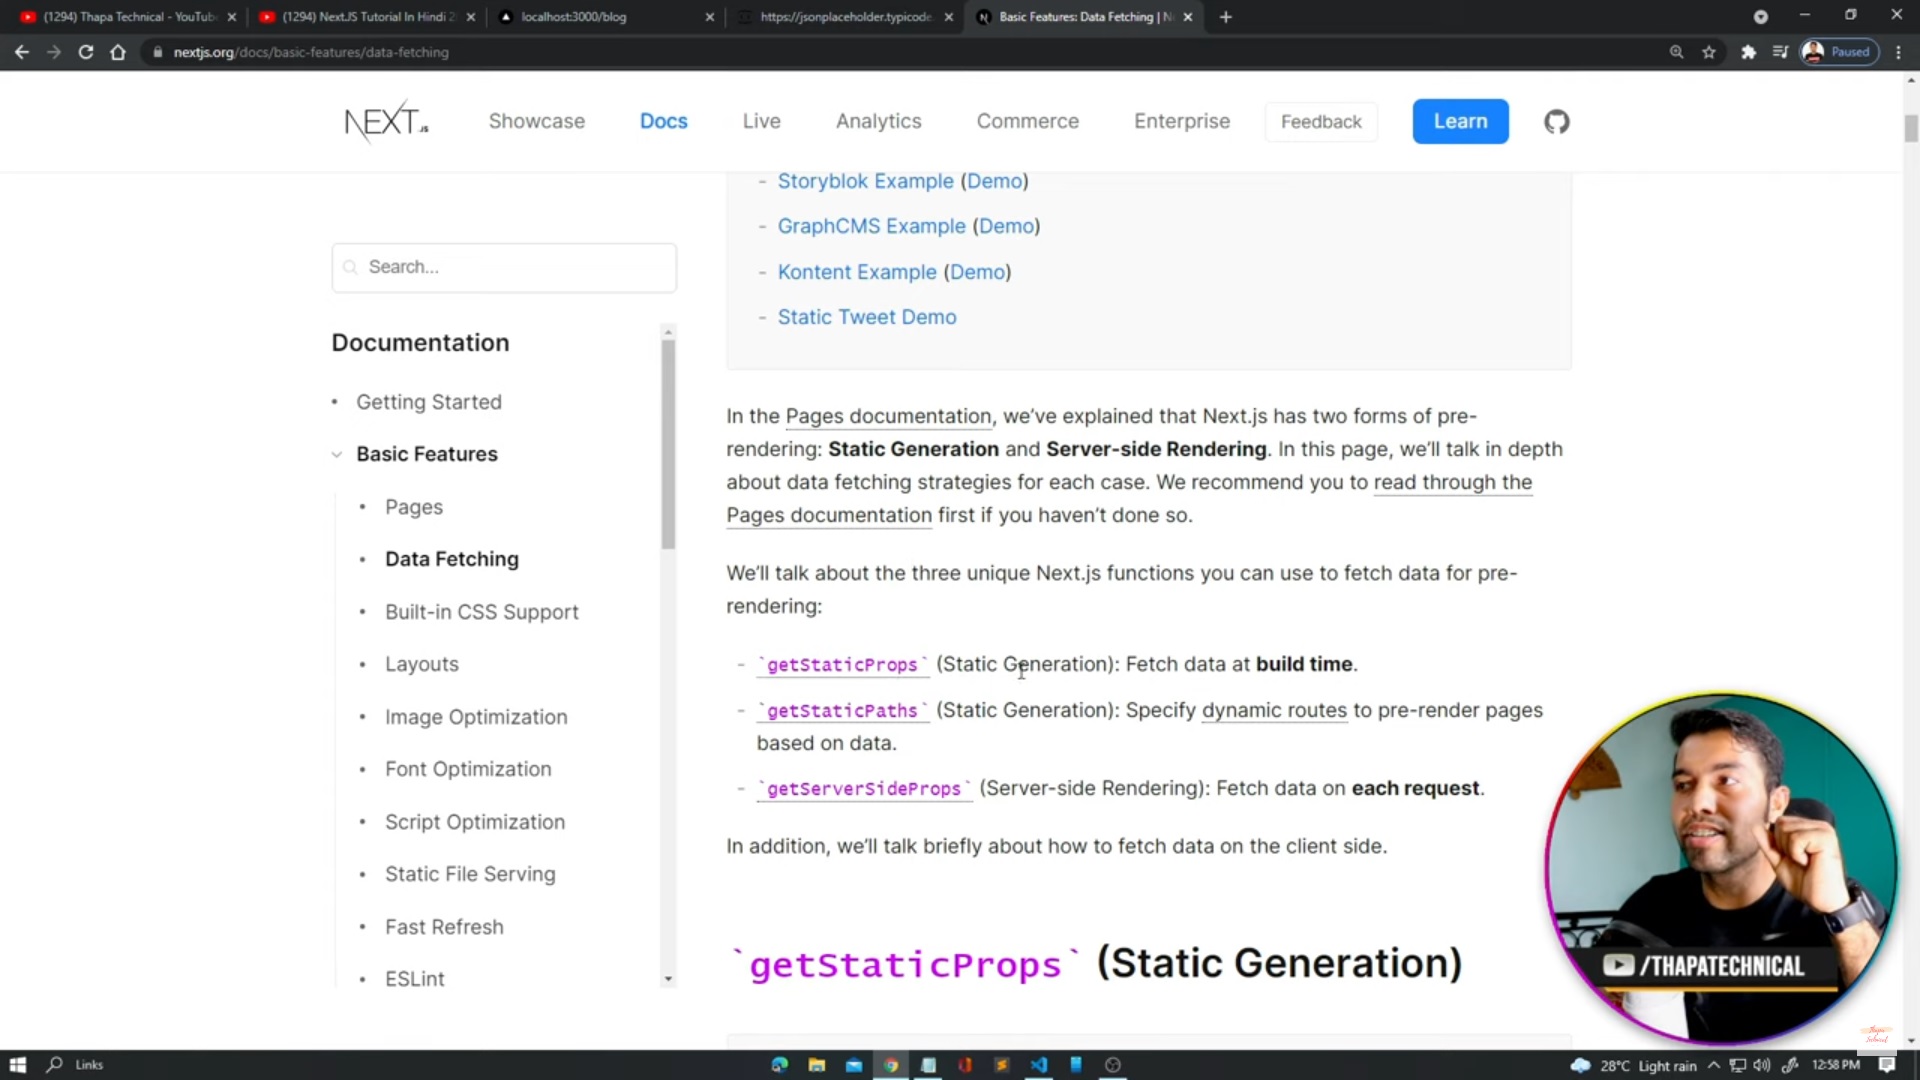 (1294) Thapa Technical - YouTub
(1294) NextJS Tutorial In Hindi 2
localhost:3000/blog
https://jsonplaceholder.typicode.
Basic Features: Data Fetching | N
nextjs.org/docs/basic-features/data-fetching
Paused
NEXT.JS
Showcase
Docs
Live
Analytics
Commerce
Enterprise
Feedback
Learn
Search...
Documentation
• Getting Started
Basic Features
• Pages
• Data Fetching
• Built-in CSS Support
• Layouts
• Image Optimization
• Font Optimization
• Script Optimization
• Static File Serving
• Fast Refresh
• ESLint
- Storyblok Example (Demo)
- GraphCMS Example (Demo)
- Kontent Example (Demo)
- Static Tweet Demo
In the Pages documentation, we've explained that Next.js has two forms of pre-
rendering: Static Generation and Server-side Rendering. In this page, we'll talk in depth
about data fetching strategies for each case. We recommend you to read through the
Pages documentation first if you haven't done so.
We'll talk about the three unique Next.js functions you can use to fetch data for pre-
rendering:
- `getStaticProps` (Static Generation): Fetch data at build time.
- `getStaticPaths` (Static Generation): Specify dynamic routes to pre-render pages
based on data.
- `getServerSideProps` (Server-side Rendering): Fetch data on each request.
In addition, we'll talk briefly about how to fetch data on the client side.
`getStaticProps` (Static Generation)
/THAPATECHNICAL
Links
28°C Light rain
12:58 PM